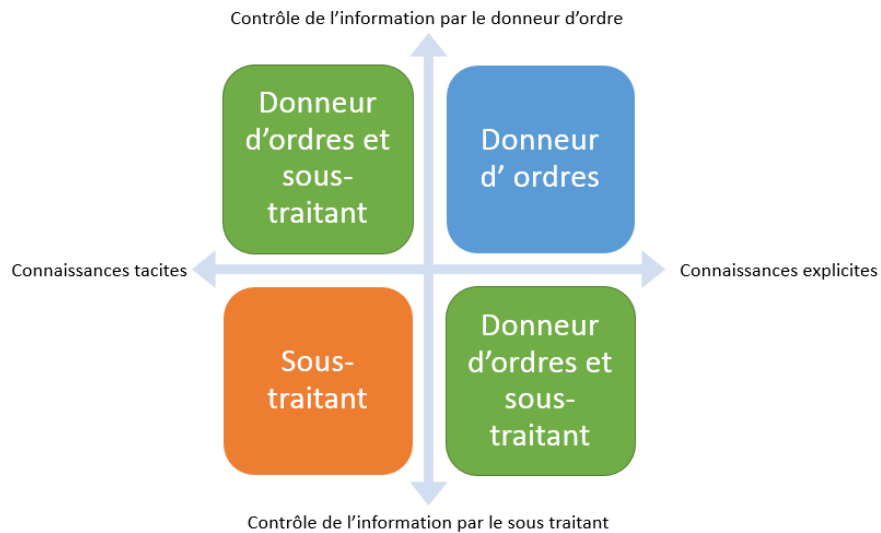 Contrôle de l’information par le donneur d’ordre
Donneur
d’ordres et
sous-
traitant
Donneur
d’ ordres
Connaissances tacites
Connaissances explicites
Sous-
traitant
Donneur
d’ordres et
sous-
traitant
Contrôle de l’information par le sous traitant